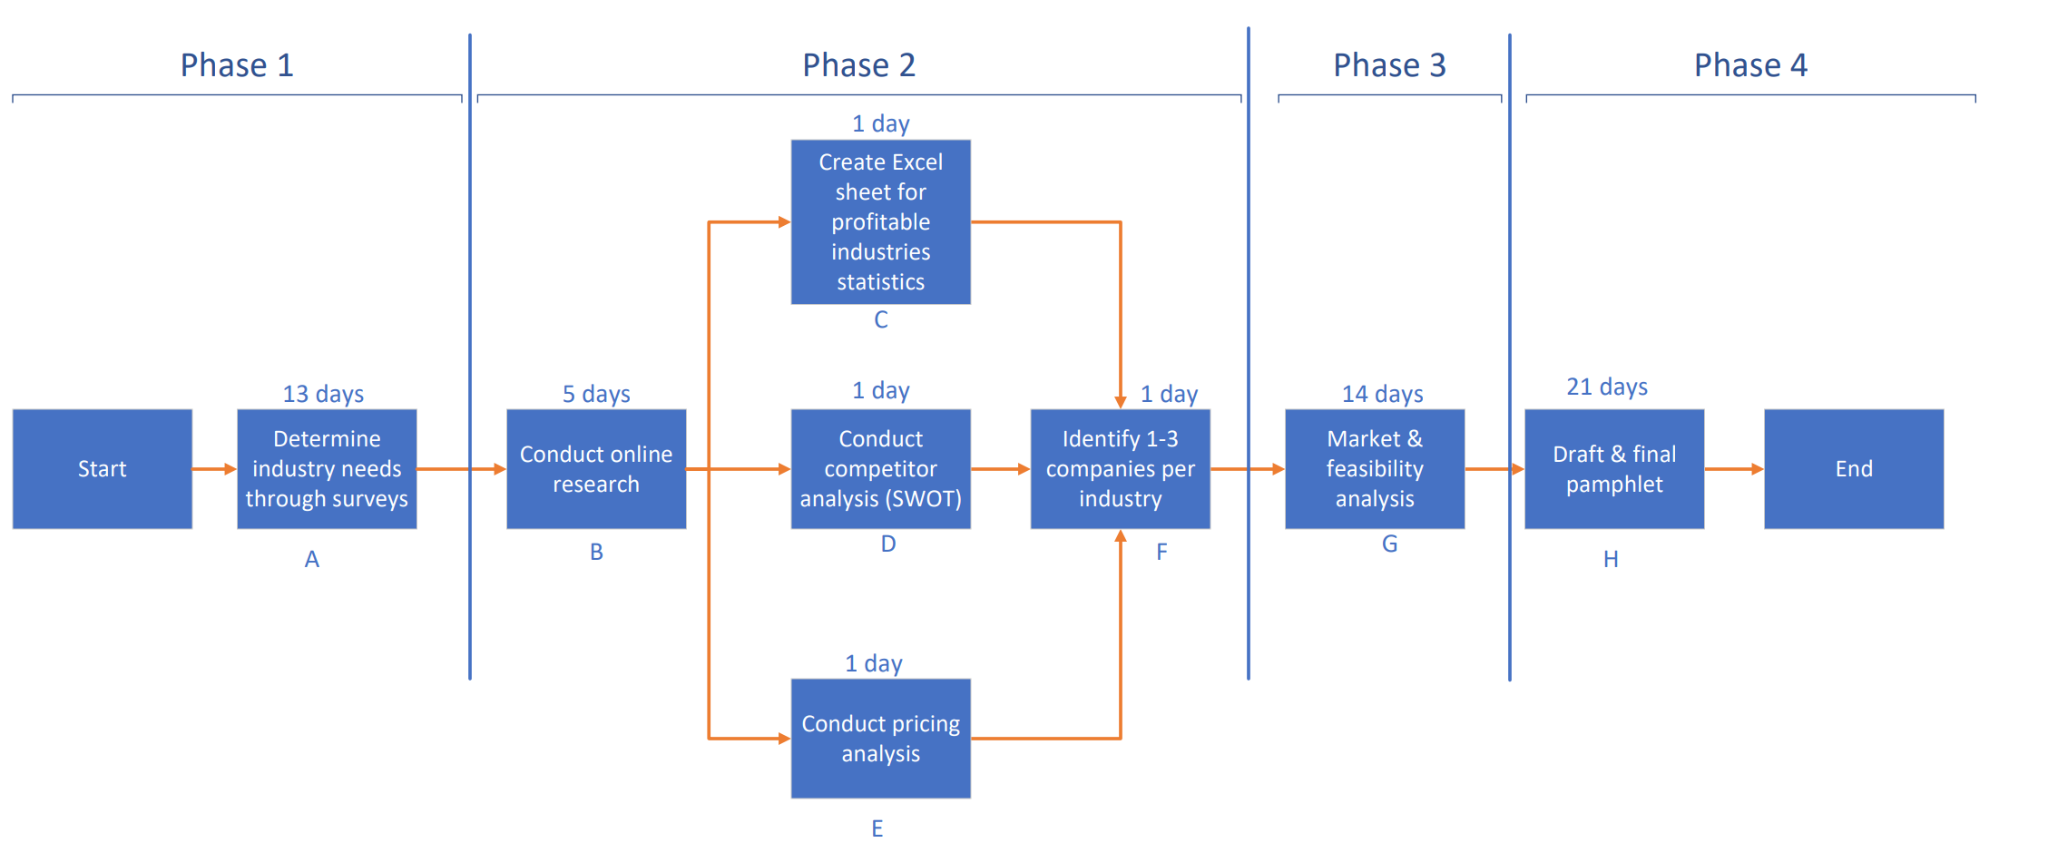 Phase 1
Phase 2
Phase 3
Phase 4
1 day
Create Excel
sheet for
profitable
industries
statistics
C
Start
13 days
Determine
industry needs
through surveys
A
5 days
Conduct online
research
B
1 day
Conduct
competitor
analysis (SWOT)
D
1 day
Identify 1-3
companies per
industry
F
14 days
Market &
feasibility
analysis
G
21 days
Draft & final
pamphlet
H
End
1 day
Conduct pricing
analysis
E